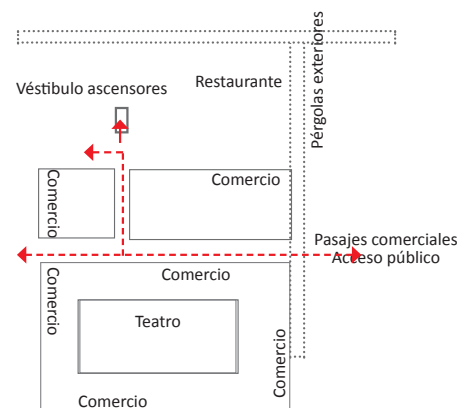 Restaurante
Pérgolas exteriores
Véstibulo ascensores
Comercio
Comercio
Pasajes comerciales
Acceso público
Comercio
Comercio
Teatro
Comercio
Comercio